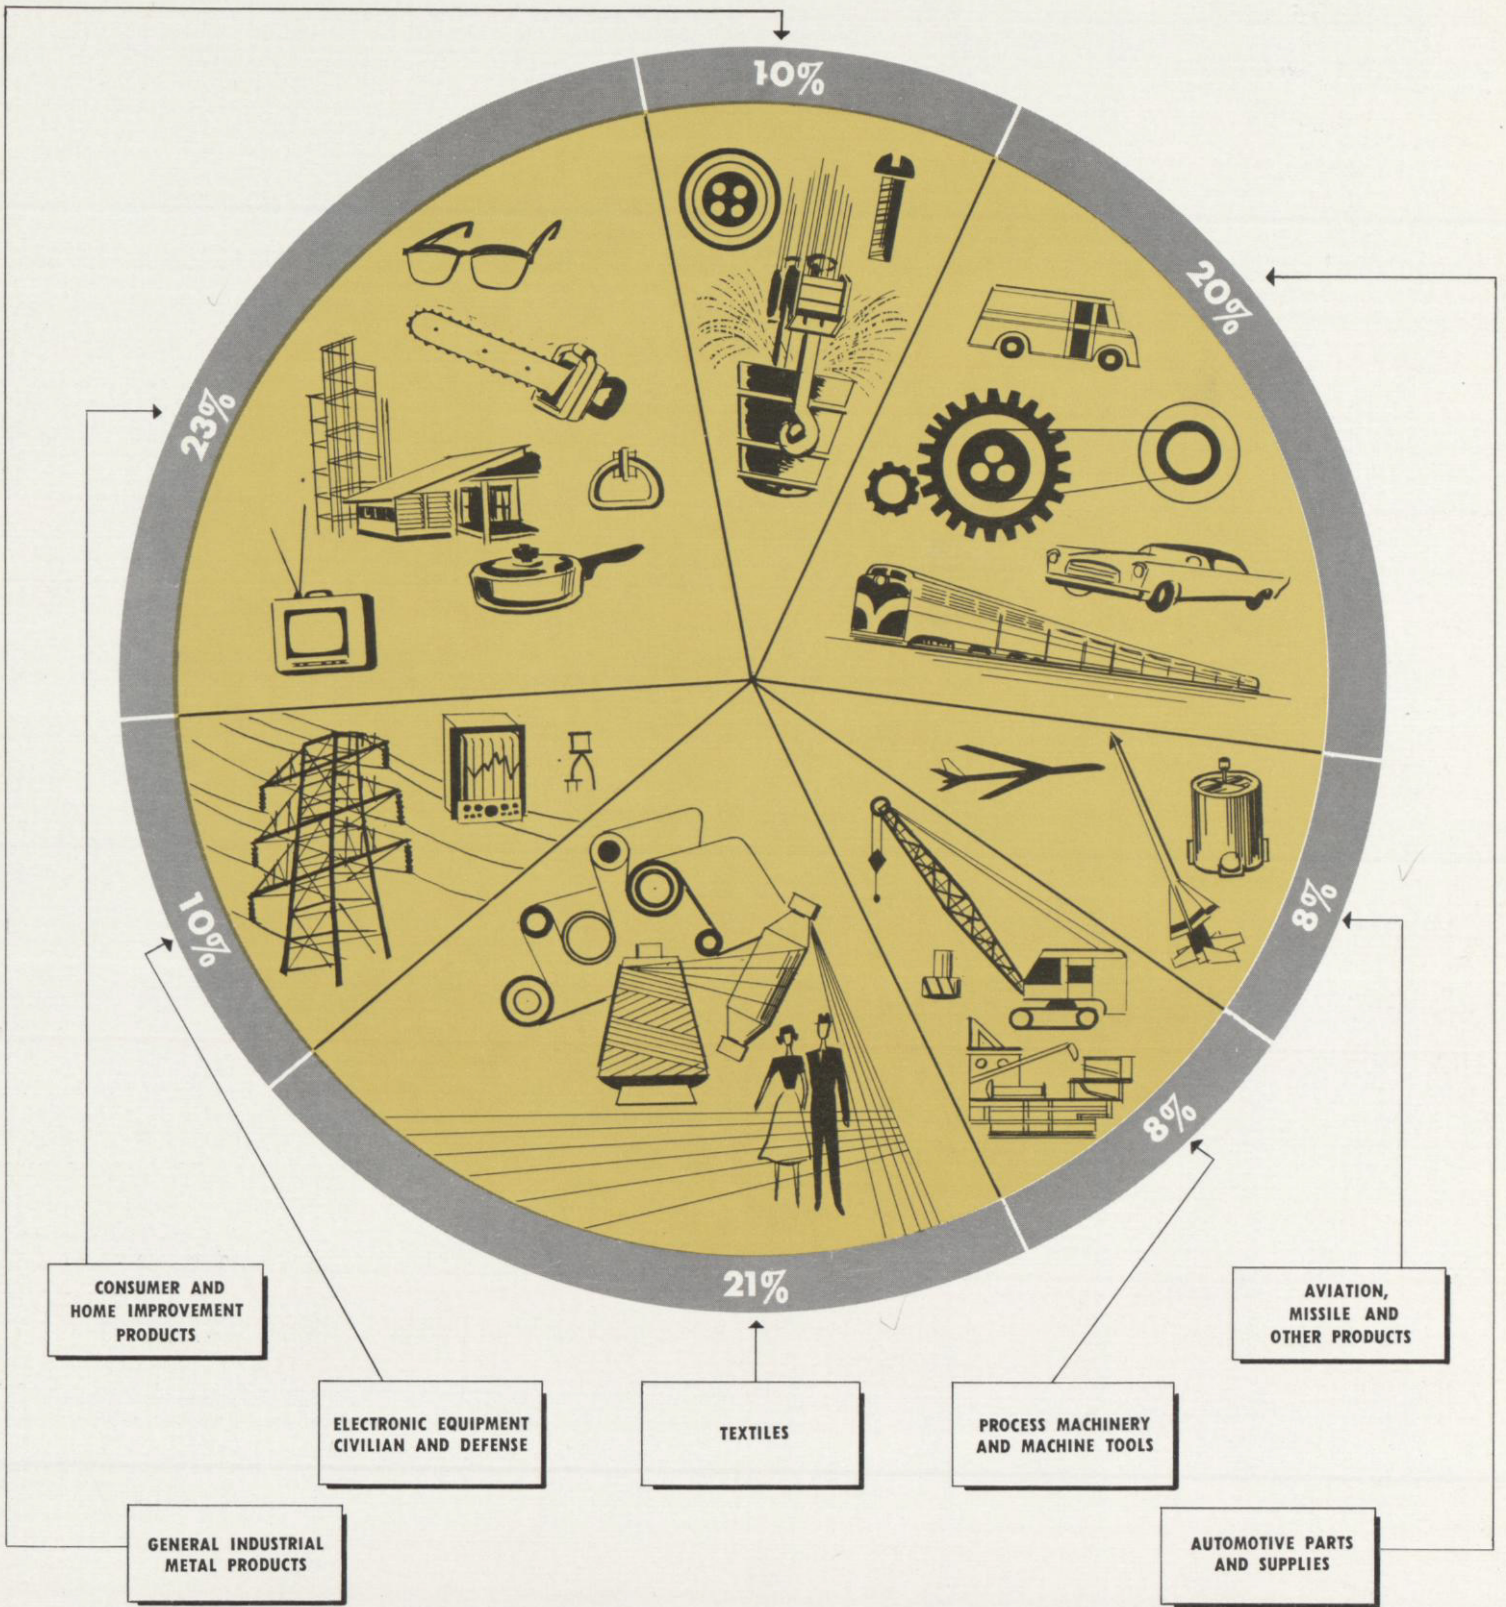 10%
20%
23%
8%
10%
8%
21%
CONSUMER AND
HOME IMPROVEMENT
PRODUCTS
AVIATION,
MISSILE AND
OTHER PRODUCTS
ELECTRONIC EQUIPMENT
CIVILIAN AND DEFENSE
TEXTILES
PROCESS MACHINERY
AND MACHINE TOOLS
GENERAL INDUSTRIAL
METAL PRODUCTS
AUTOMOTIVE PARTS
AND SUPPLIES